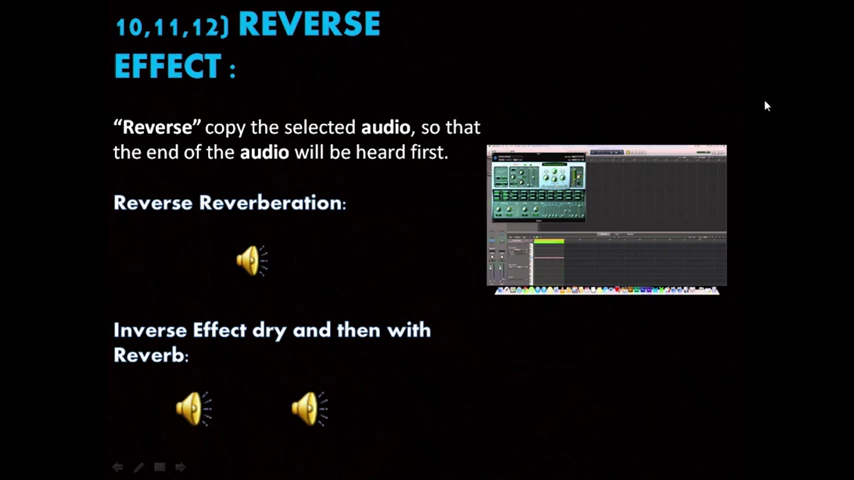 10,11,12) REVERSE
EFFECT :
“Reverse” copy the selected audio, so that
the end of the audio will be heard first.
Reverse Reverberation:
Inverse Effect dry and then with
Reverb: